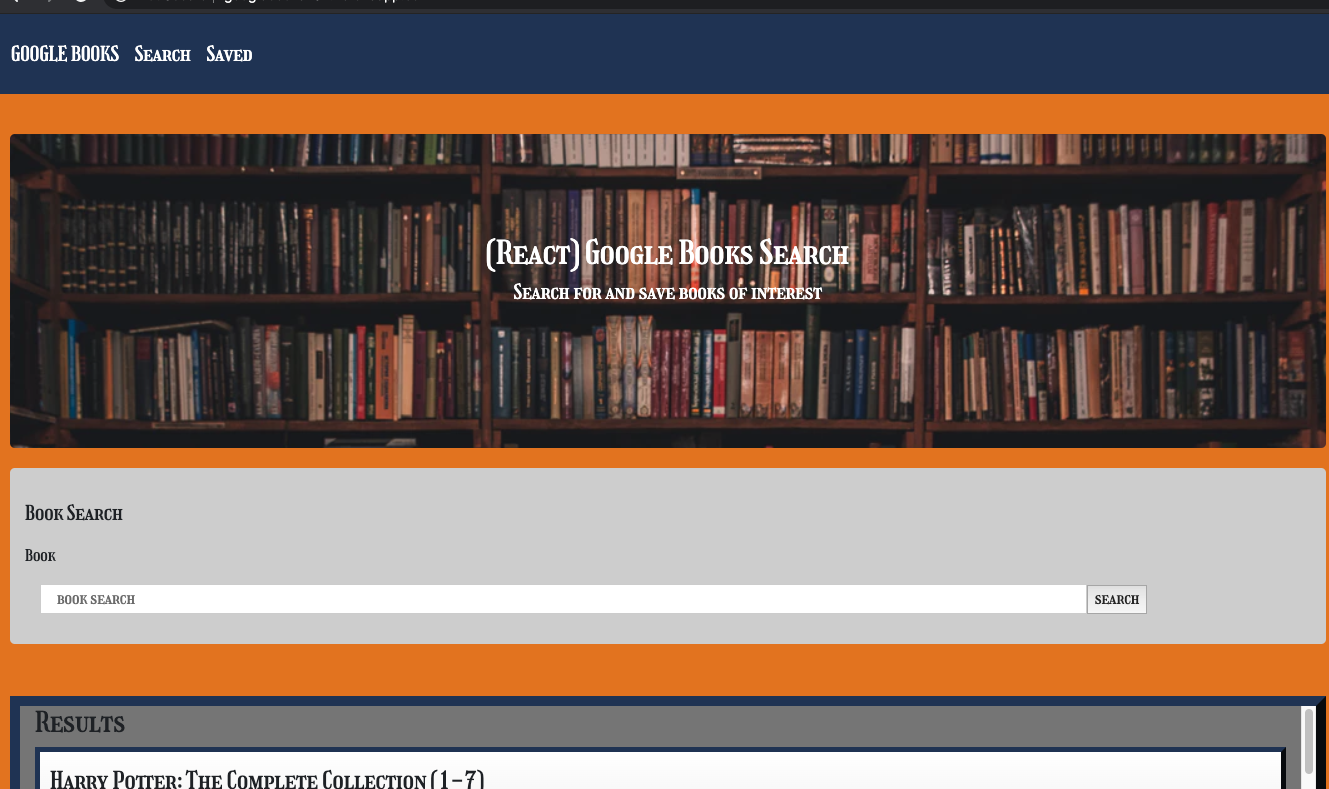 GOOGLE BOOKS Search Saved
(React) Google Books Search
Search for and save books of interest
Book Search
Book
BOOK SEARCH
SEARCH
Results
Harry Potter: The Complete Collection (1-7)